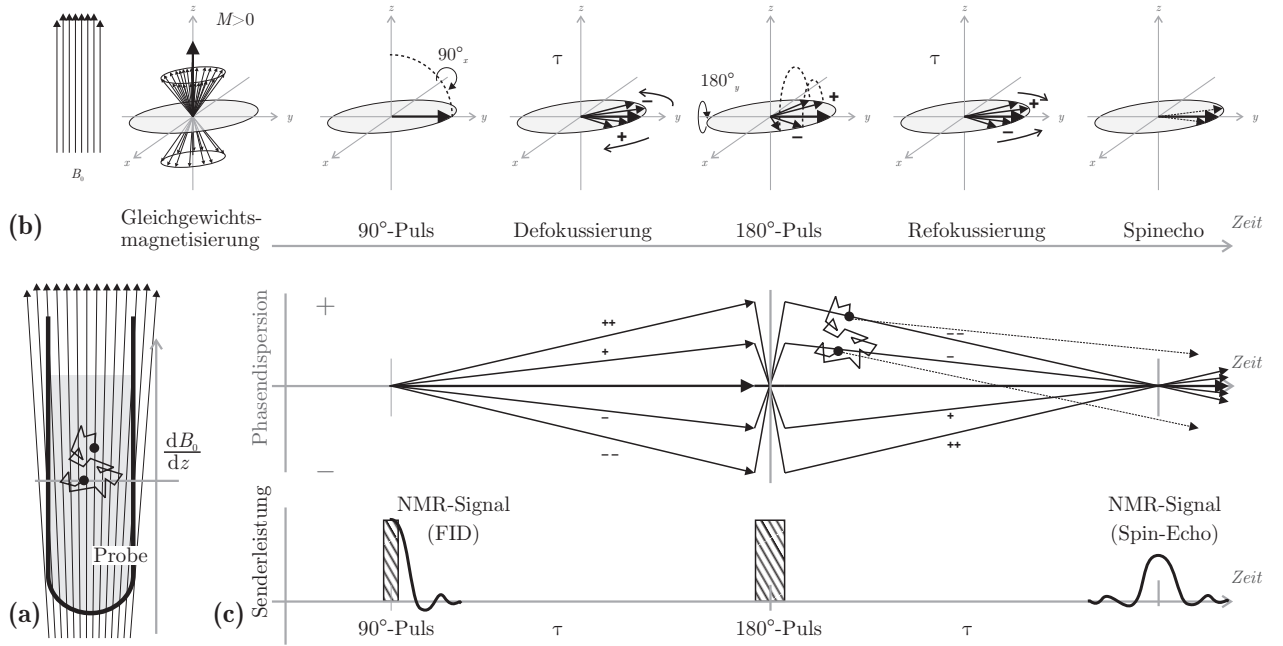 B₀
z
M>0
y
x
z
90°ₓ
y
x
z
τ
−
+
y
x
z
180°ᵧ
+
−
y
x
z
τ
+
−
y
x
z
y
x
(b)
Gleichgewichts-
magnetisierung
90°-Puls
Defokussierung
180°-Puls
Refokussierung
Spinecho
Zeit
dB₀
dz
Probe
(a)
Phasendispersion
+
−
++
+
−
−−
−−
−
+
++
Zeit
Senderleistung
NMR-Signal
(FID)
NMR-Signal
(Spin-Echo)
Zeit
(c)
90°-Puls
τ
180°-Puls
τ